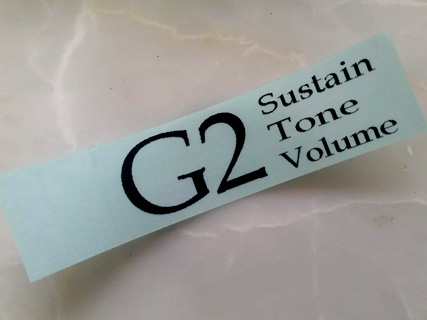 G2
Sustain
Tone
Volume